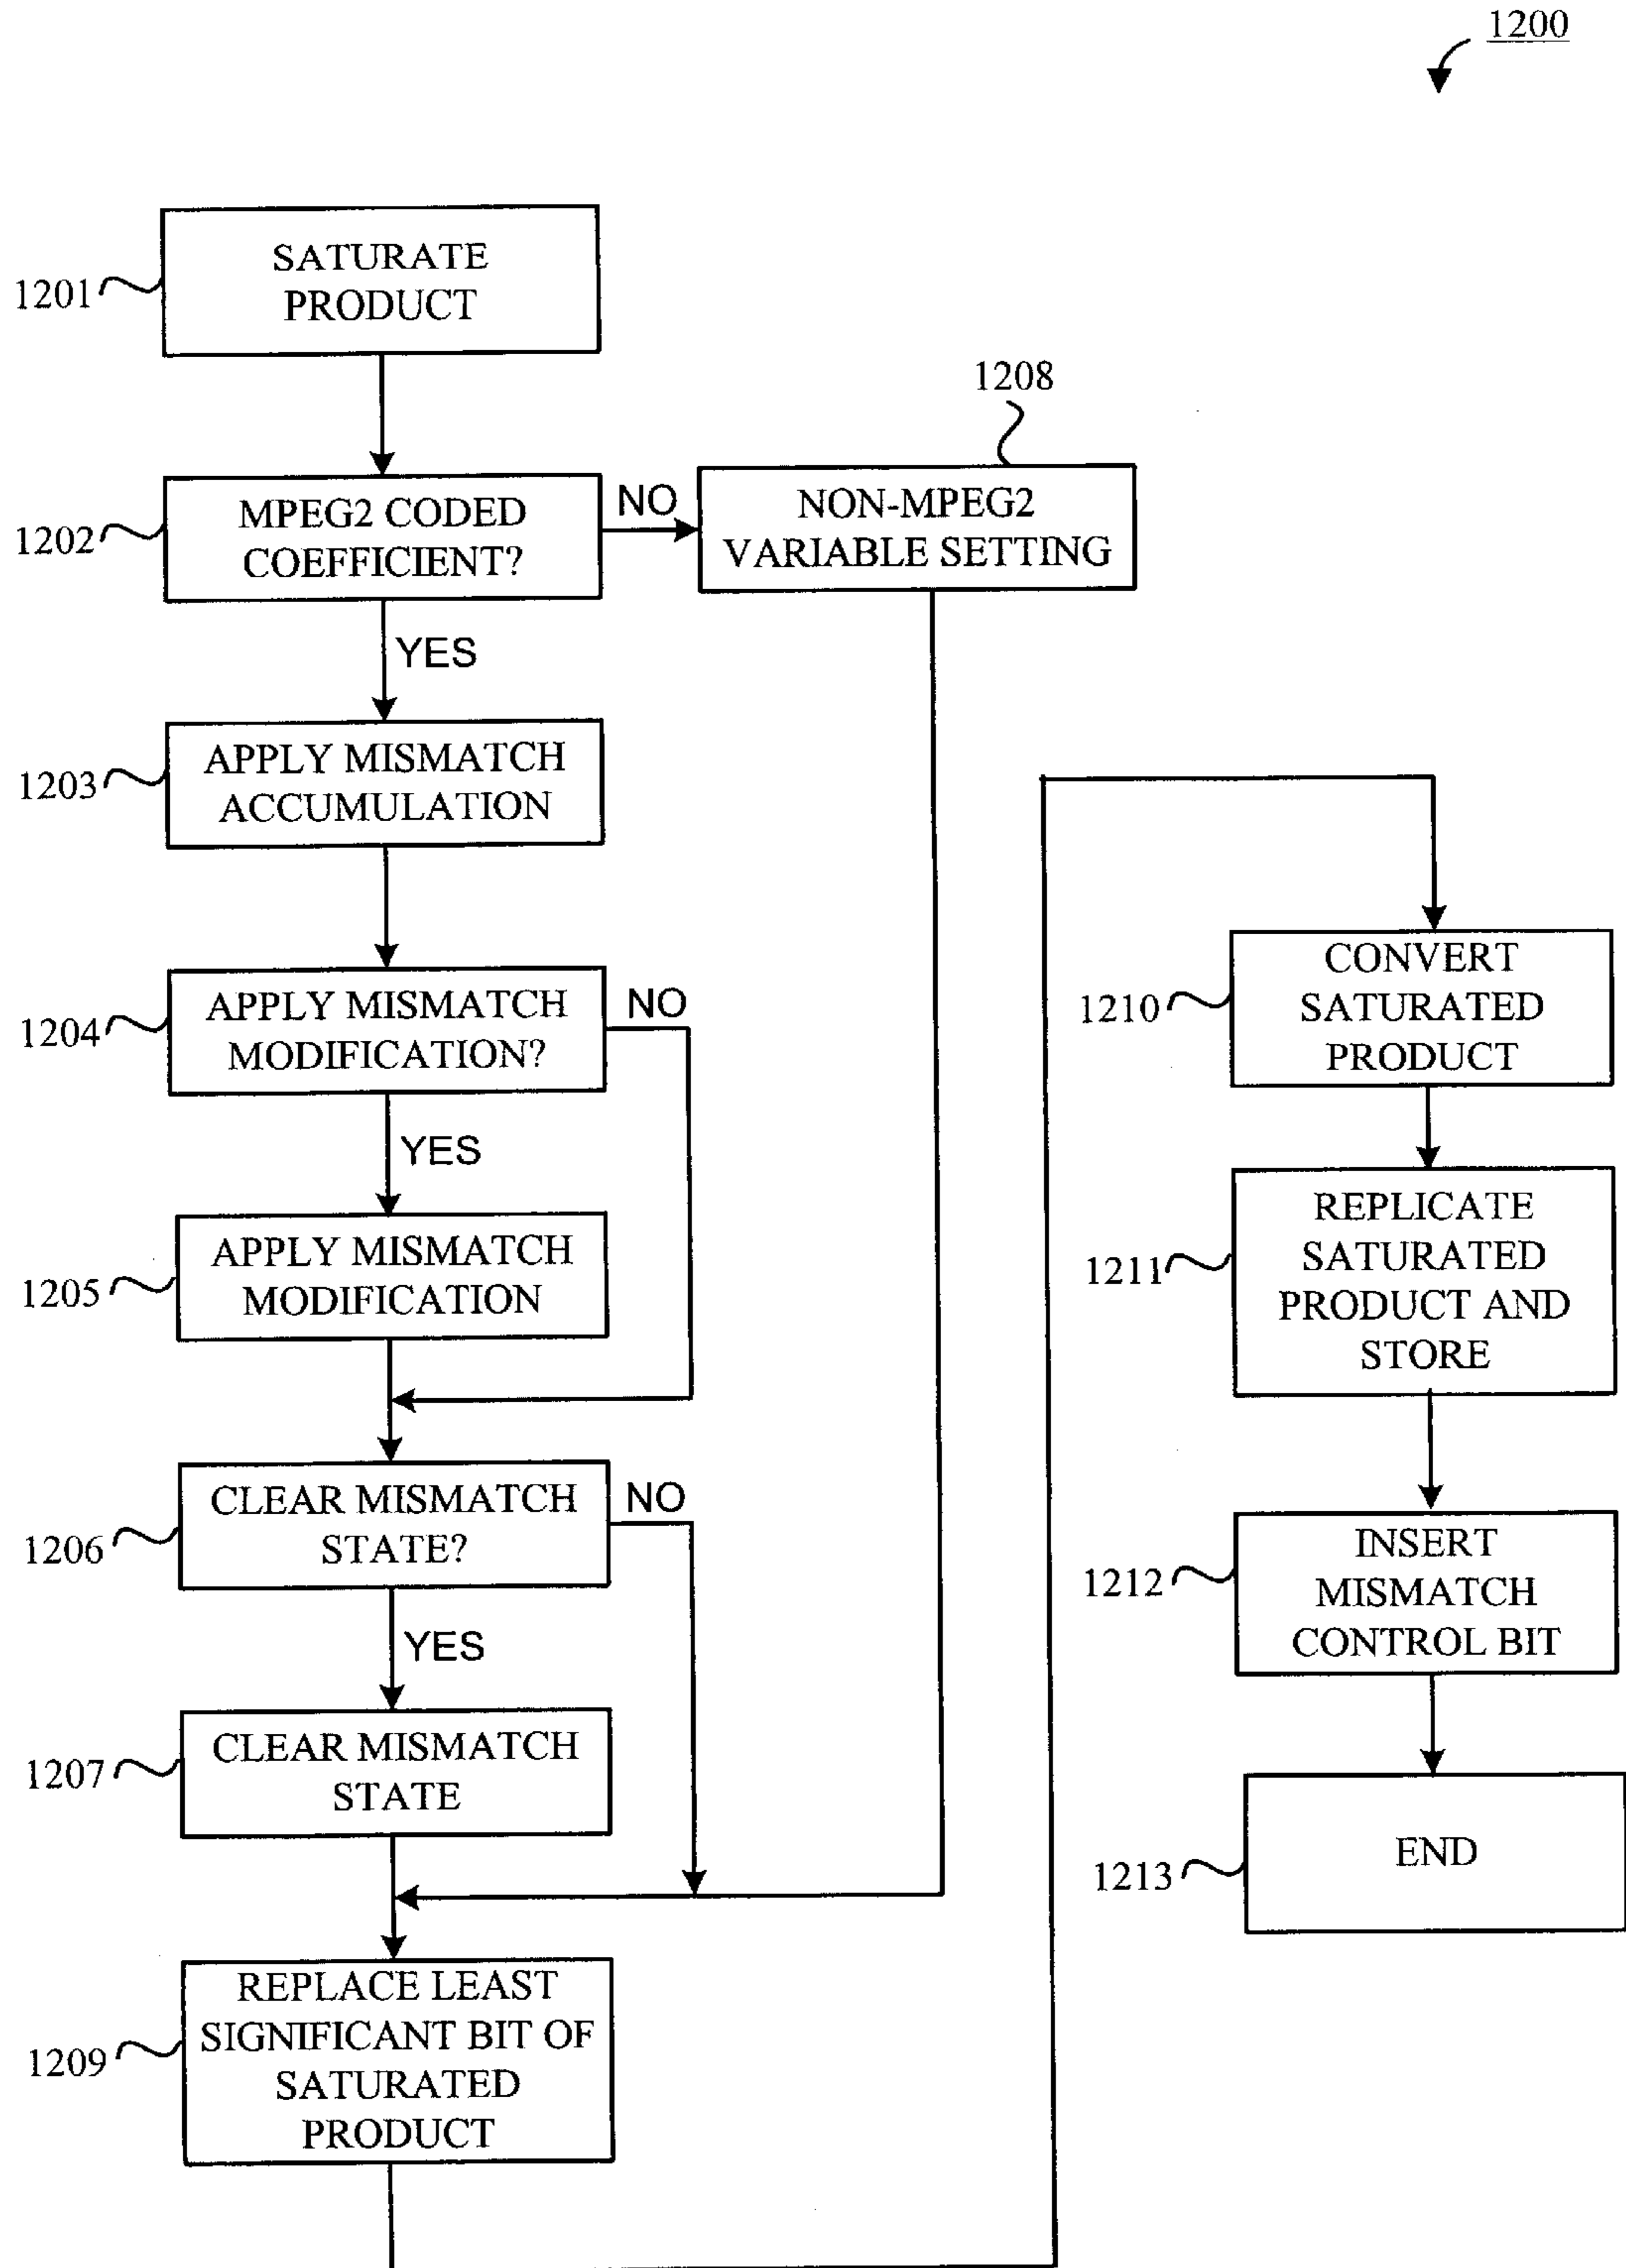 1200
SATURATE
PRODUCT
1201
1208
MPEG2 CODED
COEFFICIENT?
1202
NO
NON-MPEG2
VARIABLE SETTING
YES
APPLY MISMATCH
ACCUMULATION
1203
APPLY MISMATCH
MODIFICATION?
1204
NO
YES
APPLY MISMATCH
MODIFICATION
1205
CLEAR MISMATCH
STATE?
1206
NO
YES
CLEAR MISMATCH
STATE
1207
REPLACE LEAST
SIGNIFICANT BIT OF
SATURATED
PRODUCT
1209
CONVERT
SATURATED
PRODUCT
1210
REPLICATE
SATURATED
PRODUCT AND
STORE
1211
INSERT
MISMATCH
CONTROL BIT
1212
END
1213